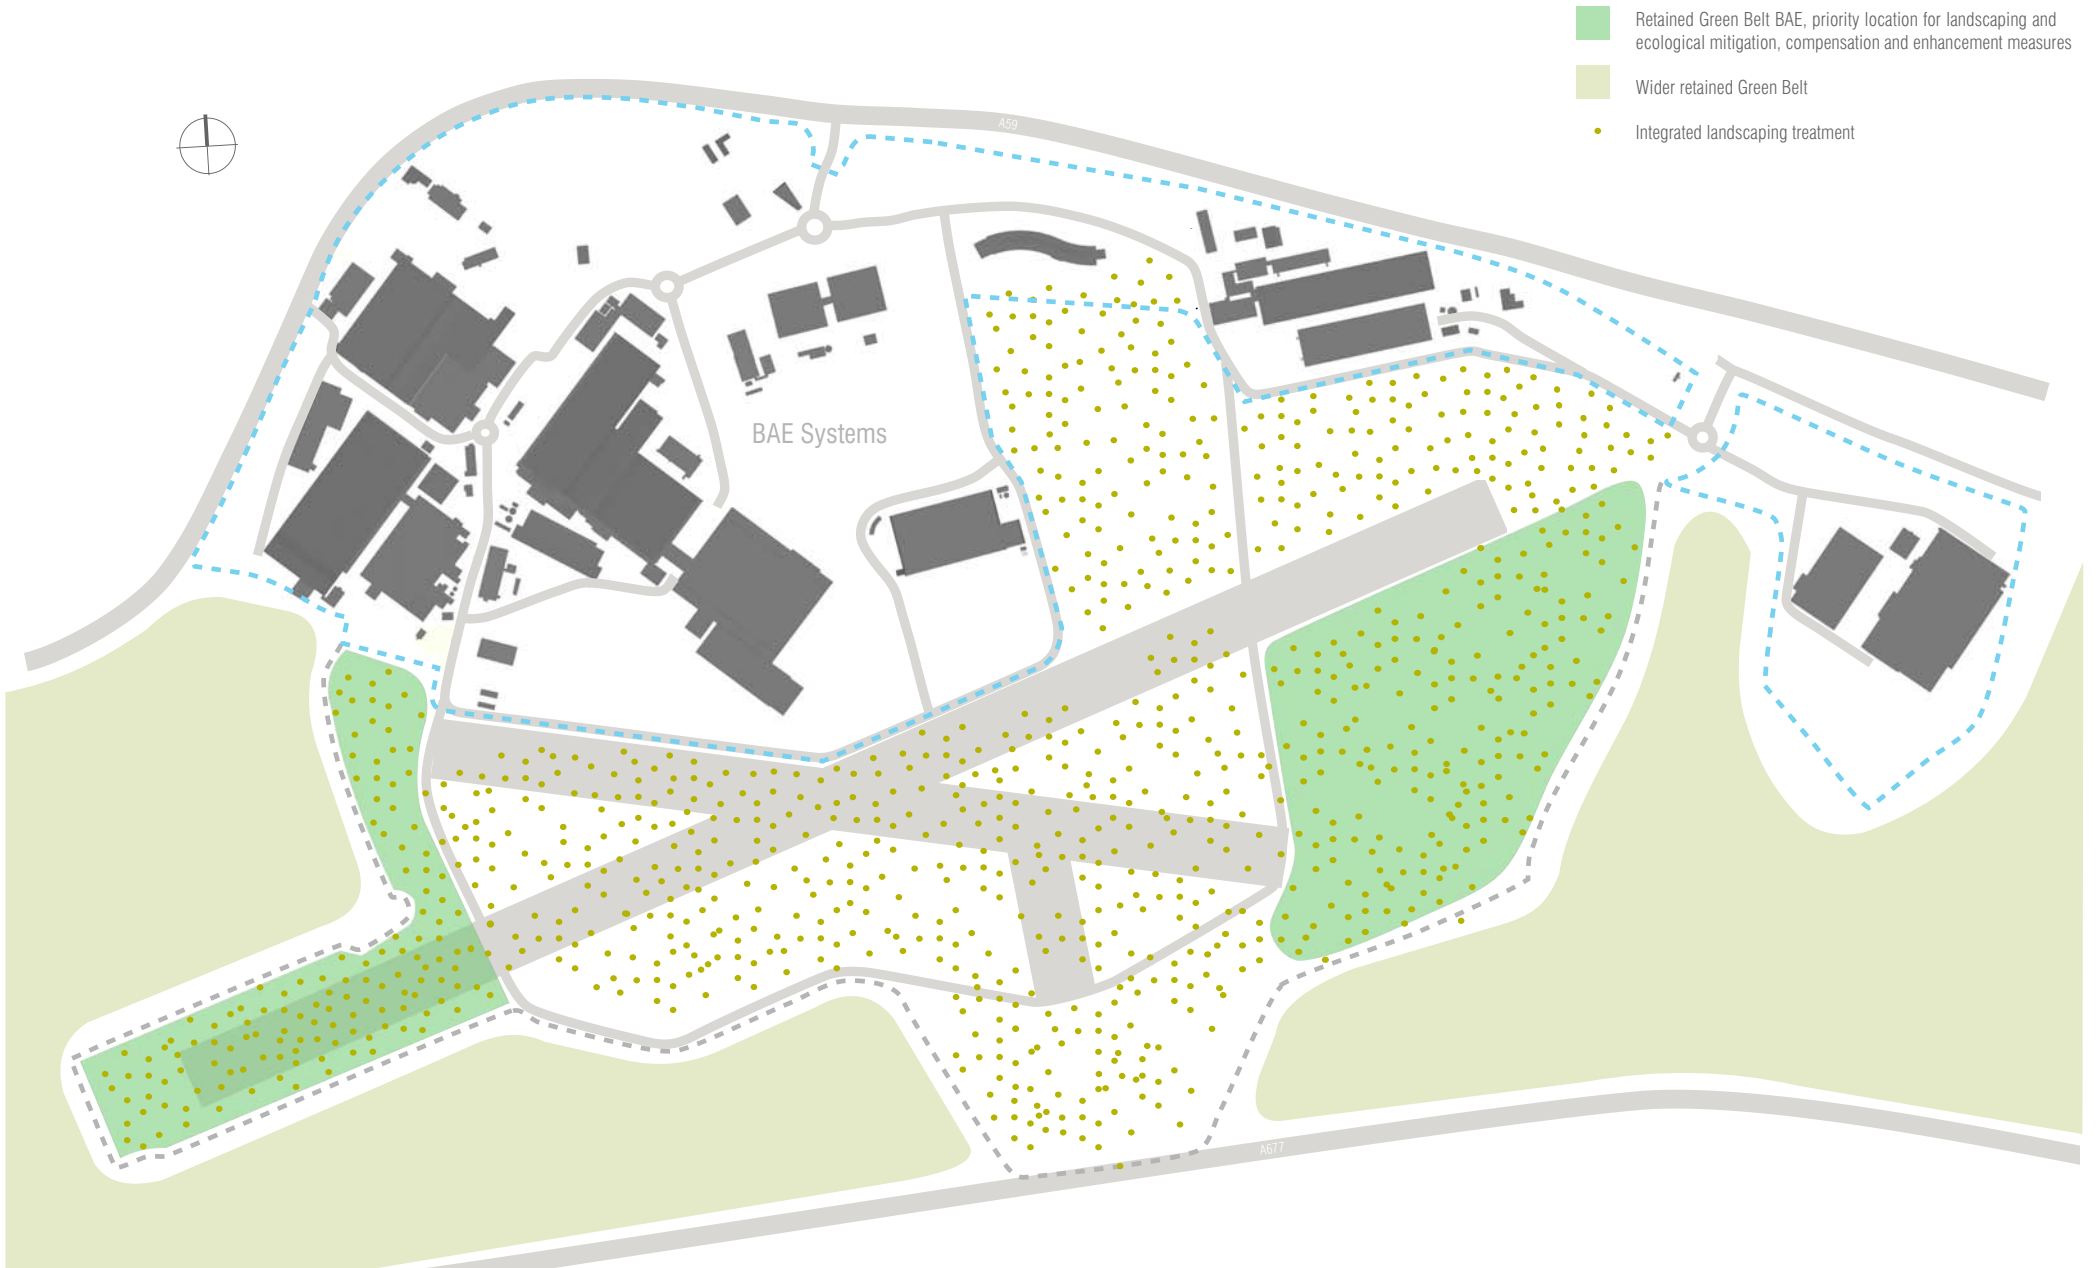 Retained Green Belt BAE, priority location for landscaping and
ecological mitigation, compensation and enhancement measures
Wider retained Green Belt
Integrated landscaping treatment
A59
BAE Systems
A677